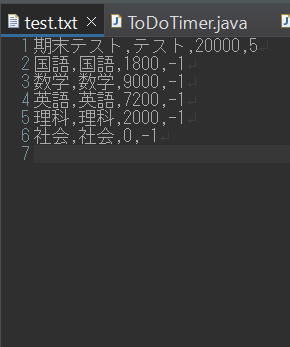 test.txt
ToDoTimer.java
1 期末テスト,テスト,20000,5
2 国語,国語,1800,-1
3 数学,数学,9000,-1
4 英語,英語,7200,-1
5 理科,理科,2000,-1
6 社会,社会,0,-1
7